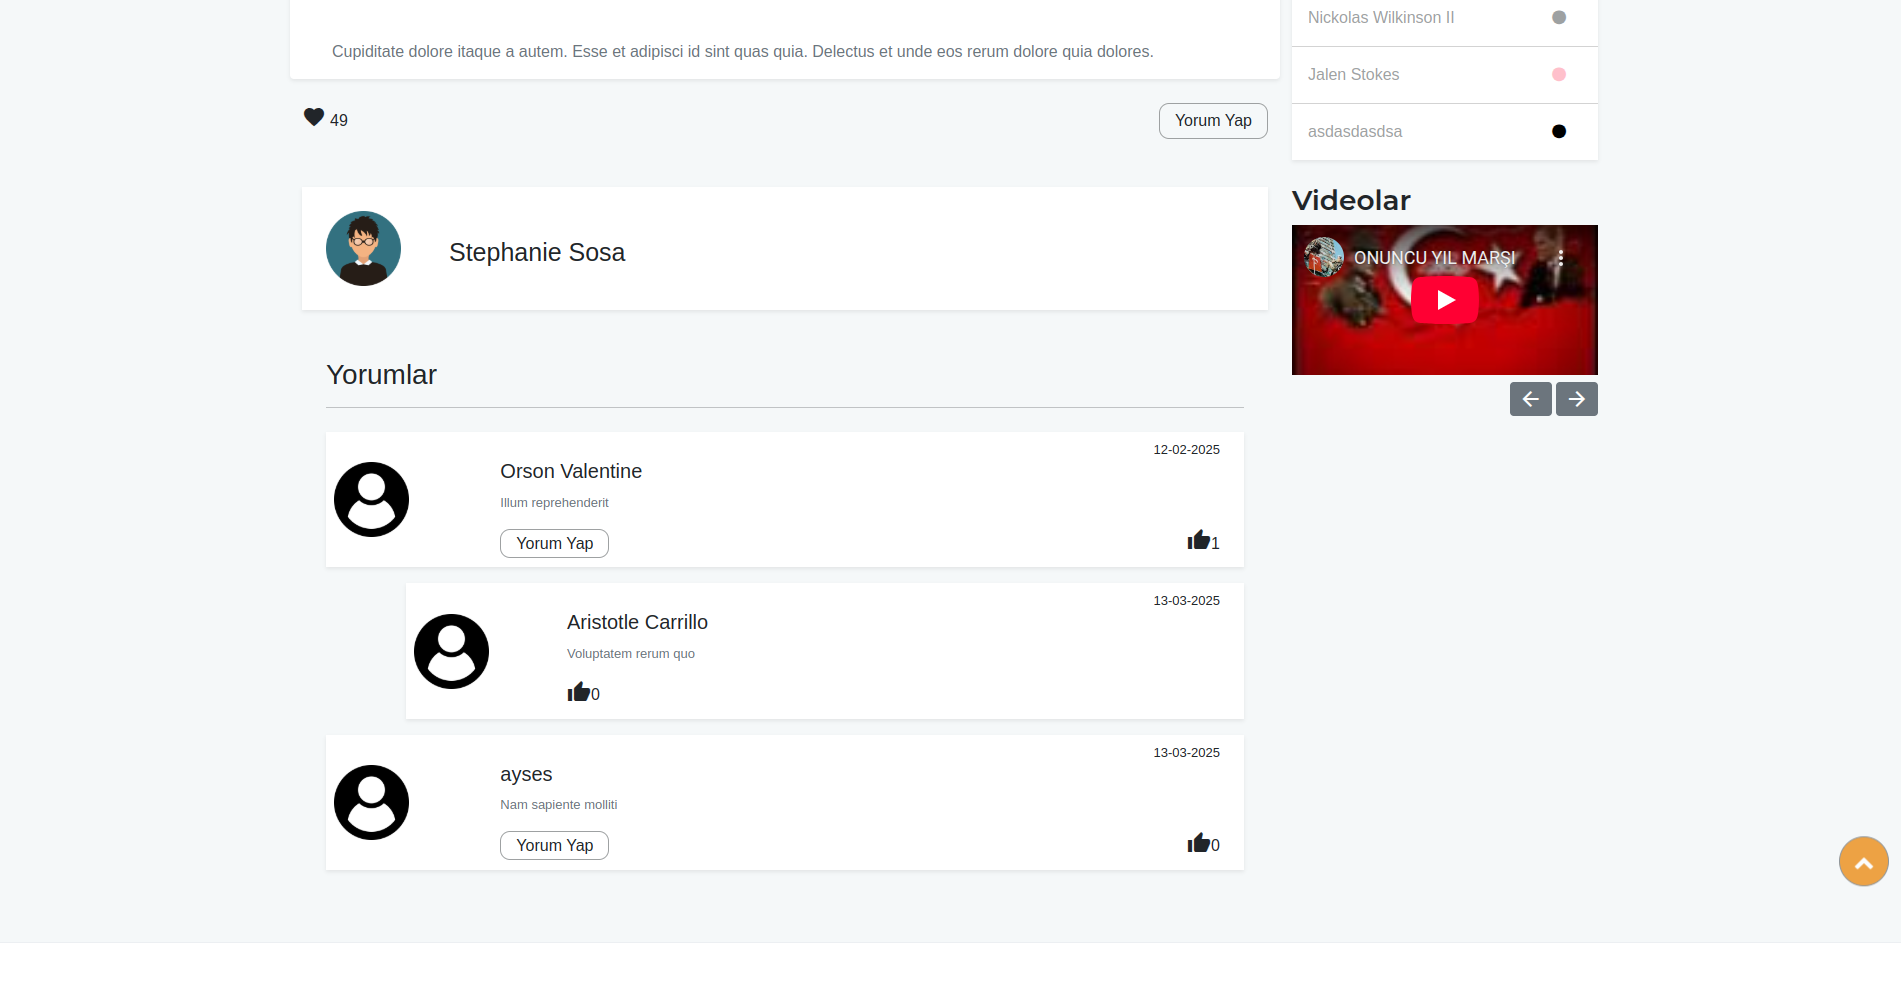 Cupiditate dolore itaque a autem. Esse et adipisci id sint quas quia. Delectus et unde eos rerum dolore quia dolores.
49
Yorum Yap
Stephanie Sosa
Yorumlar
12-02-2025
Orson Valentine
Illum reprehenderit
Yorum Yap
1
13-03-2025
Aristotle Carrillo
Voluptatem rerum quo
0
13-03-2025
ayses
Nam sapiente molliti
Yorum Yap
0
Nickolas Wilkinson II
Jalen Stokes
asdasdasdsa
Videolar
ONUNCU YIL MARŞI